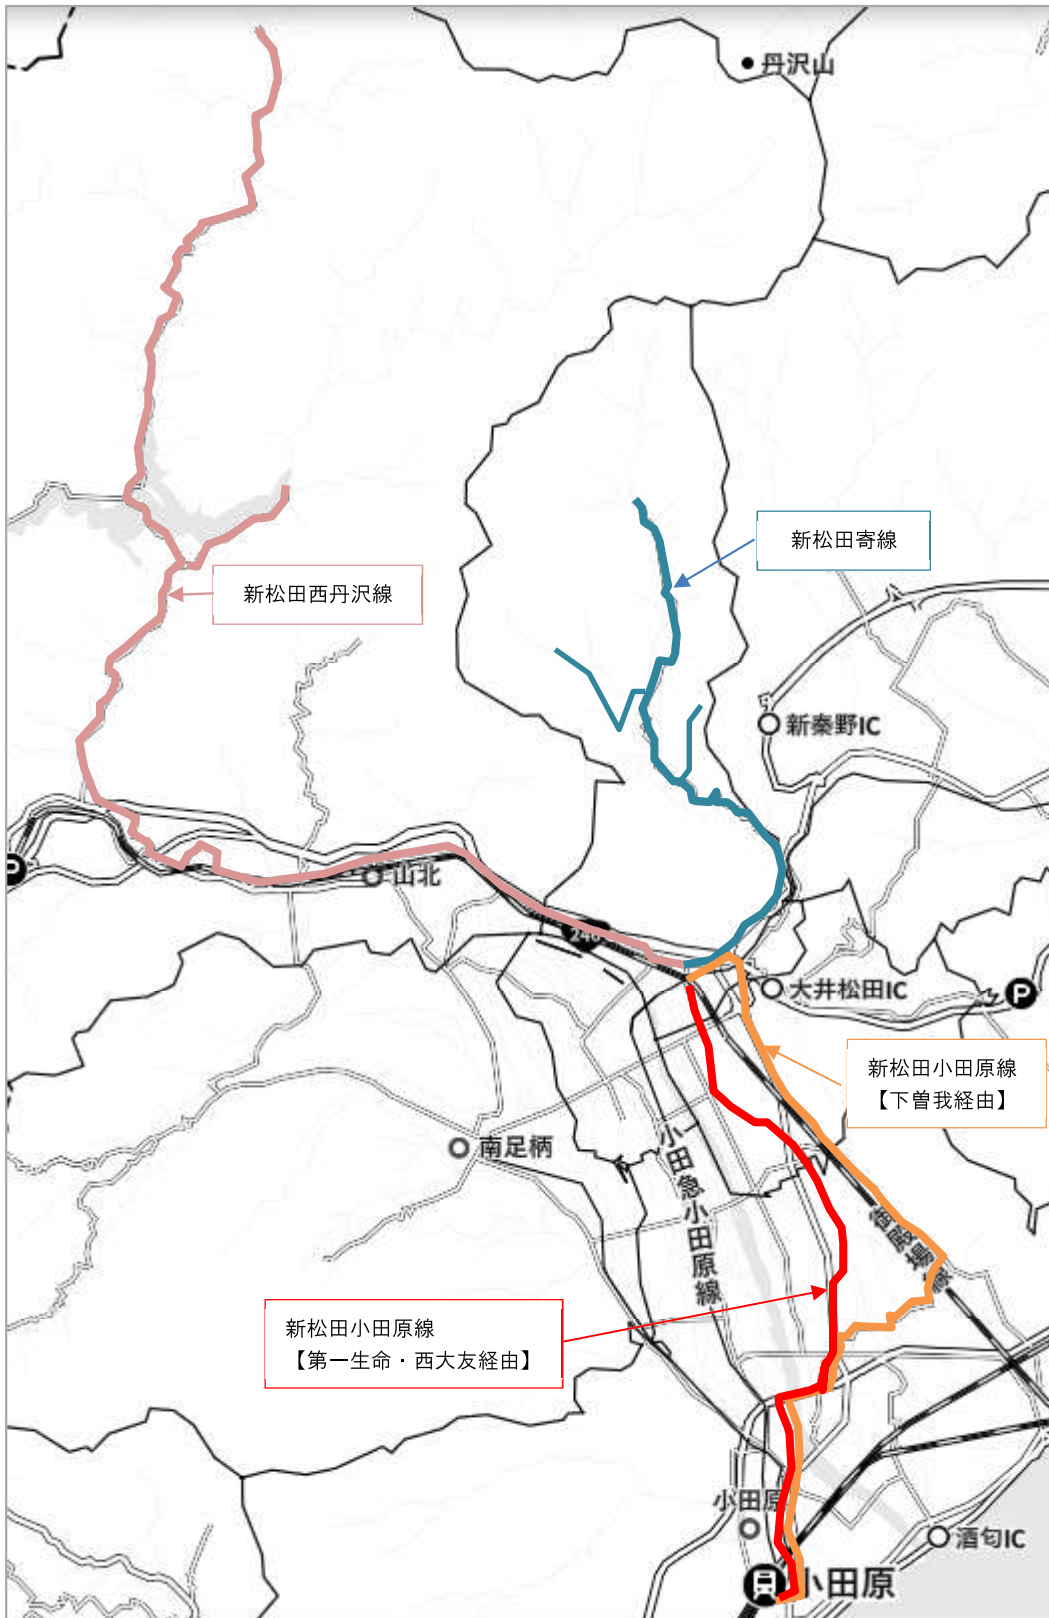 丹沢山
新松田寄線
新松田西丹沢線
新秦野IC
P
山北
246
大井松田IC
P
新松田小田原線
【下曽我経由】
南足柄
小田急小田原線
御殿場線
新松田小田原線
【第一生命・西大友経由】
小田原
酒匂IC
小田原